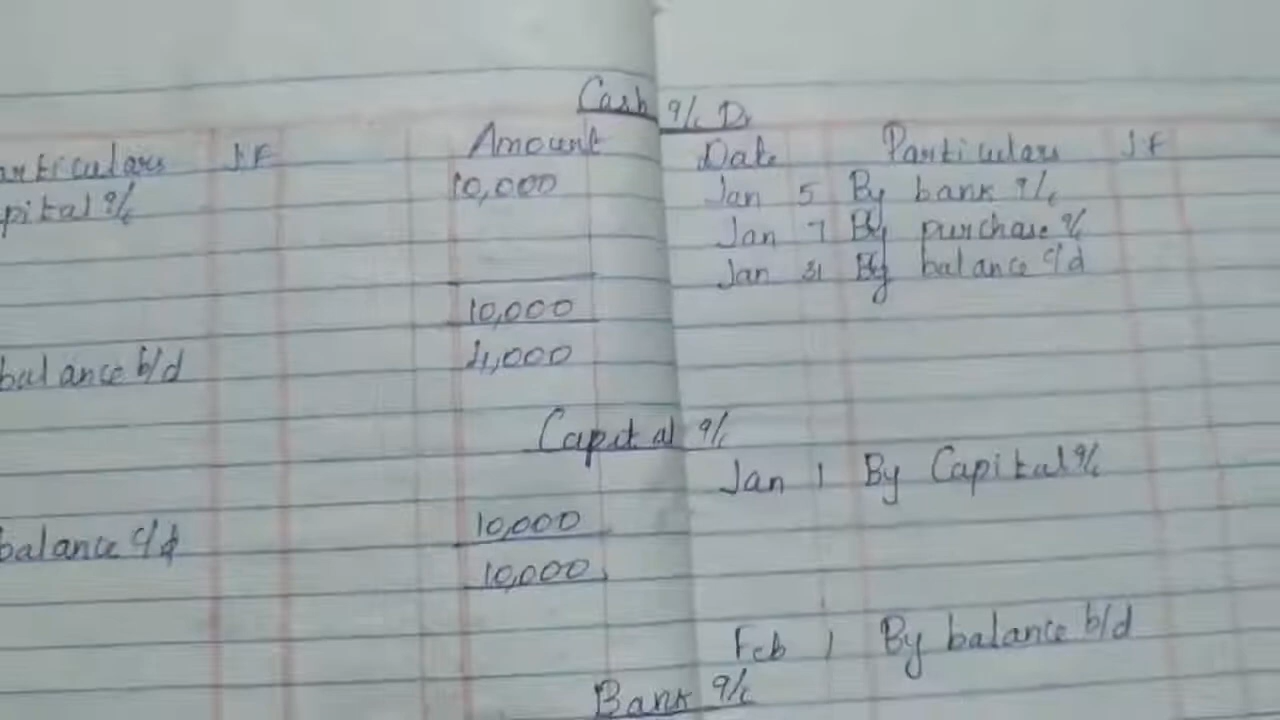 Cash a/c Dr
articulars J.F Amount Date Particulars J.F
pital a/c 10,000 Jan 5 By bank a/c
Jan 7 By purchase a/c
Jan 31 By balance c/d
10,000
balance b/d 4,000
Capital a/c
Jan 1 By Capital a/c
balance c/d 10,000
10,000
Feb 1 By balance b/d
Bank a/c